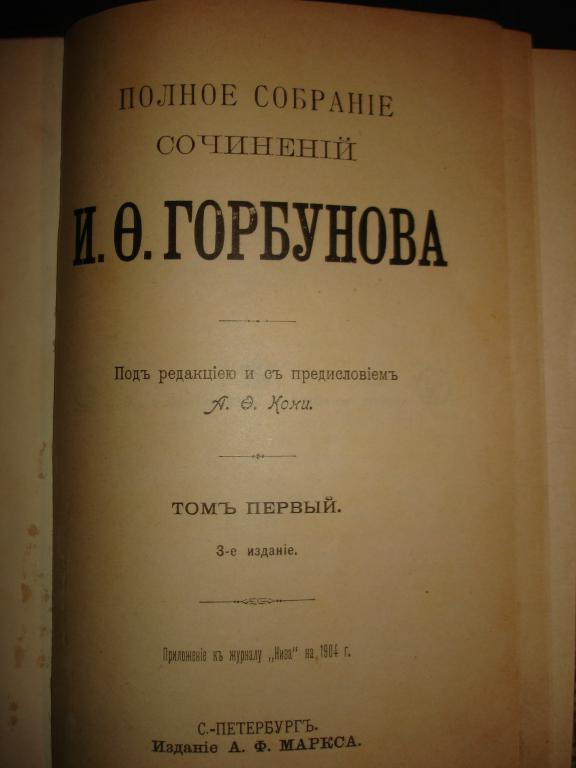 ПОЛНОЕ СОБРАНІЕ
СОЧИНЕНІЙ
И. Ѳ. ГОРБУНОВА
Подъ редакціею и съ предисловіемъ
А. Ѳ. Кони.
ТОМЪ ПЕРВЫЙ.
3-е изданіе.
Приложеніе къ журналу „Нива" на 1904 г.
С.-ПЕТЕРБУРГЪ.
Изданіе А. Ф. МАРКСА.